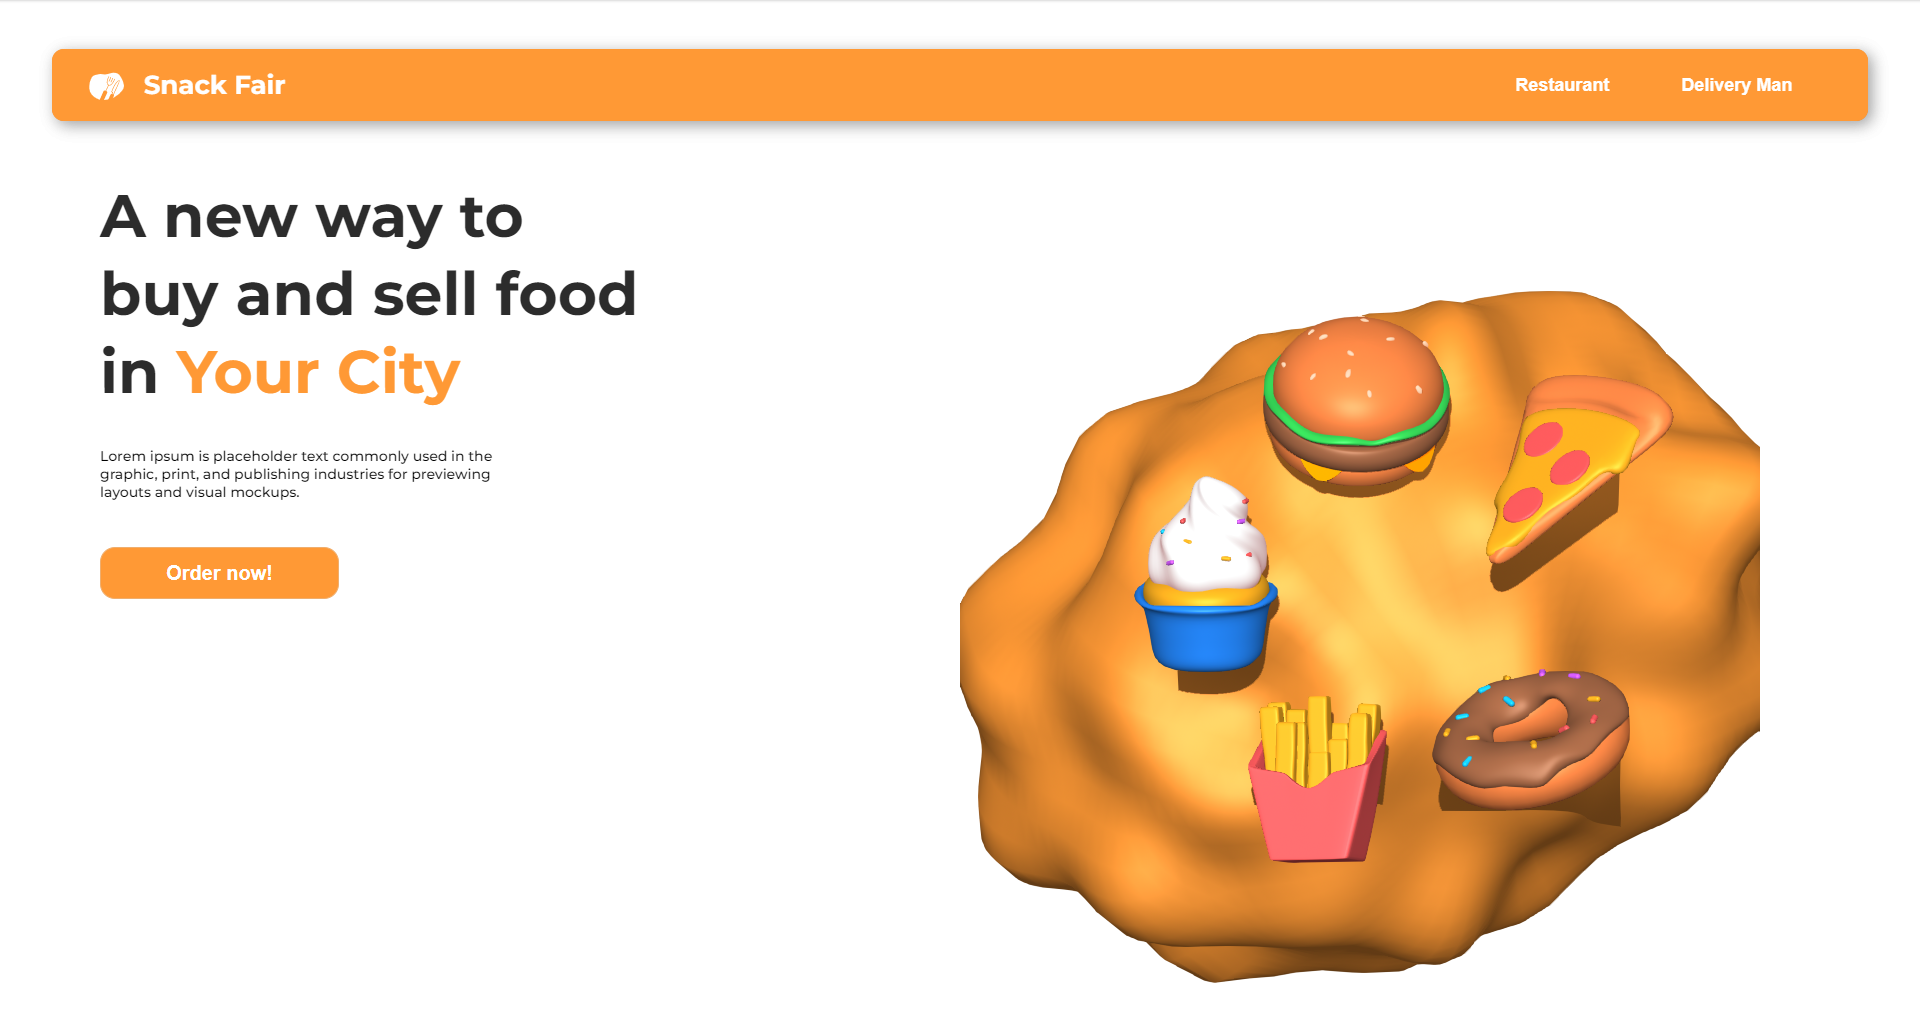 Snack Fair
Restaurant
Delivery Man
A new way to
buy and sell food
in Your City
Lorem ipsum is placeholder text commonly used in the
graphic, print, and publishing industries for previewing
layouts and visual mockups.
Order now!